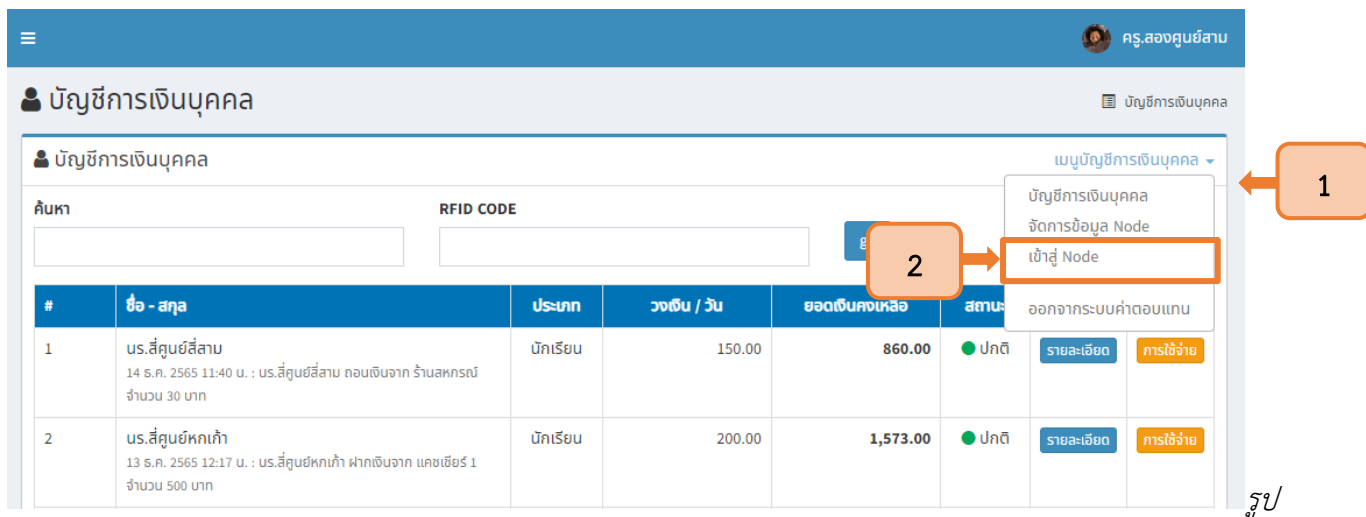 ครู.สองศูนย์สาม
บัญชีการเงินบุคคล
บัญชีการเงินบุคคล
บัญชีการเงินบุคคล
เมนูบัญชีการเงินบุคคล
1
บัญชีการเงินบุคคล
จัดการข้อมูล Node
เข้าสู่ Node
ออกจากระบบค่าตอบแทน
ค้นหา
RFID CODE
2
# ชื่อ - สกุล ประเภท วงเงิน / วัน ยอดเงินคงเหลือ
1 นร.สี่ศูนย์สี่สาม นักเรียน 150.00 860.00 ปกติ รายละเอียด การใช้จ่าย
14 ธ.ค. 2565 11:40 น. : นร.สี่ศูนย์สี่สาม ถอนเงินจาก ร้านสหกรณ์
จำนวน 30 บาท
2 นร.สี่ศูนย์หกเก้า นักเรียน 200.00 1,573.00 ปกติ รายละเอียด การใช้จ่าย
13 ธ.ค. 2565 12:17 น. : นร.สี่ศูนย์หกเก้า ฝากเงินจาก แคชเชียร์ 1
จำนวน 500 บาท
รูป